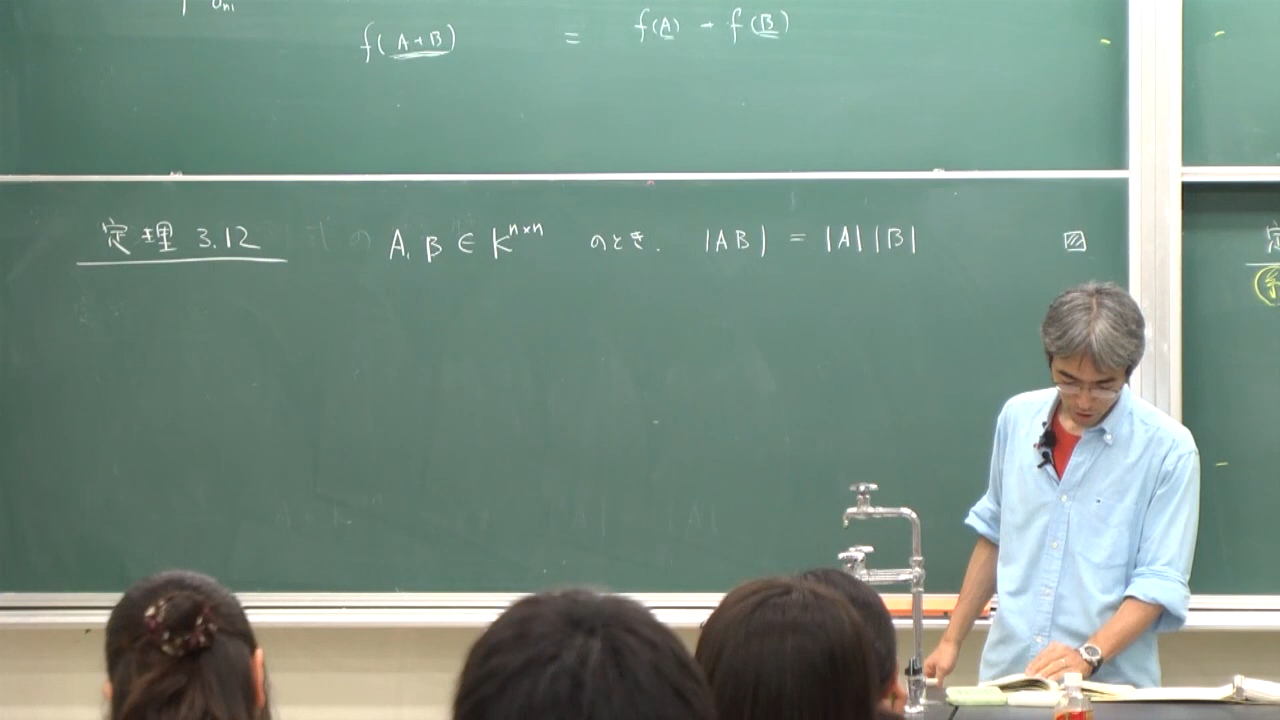 f(A+B) = f(A) + f(B)
定理 3.12 A, B ∈ K^{n×n} のとき. |AB| = |A||B|